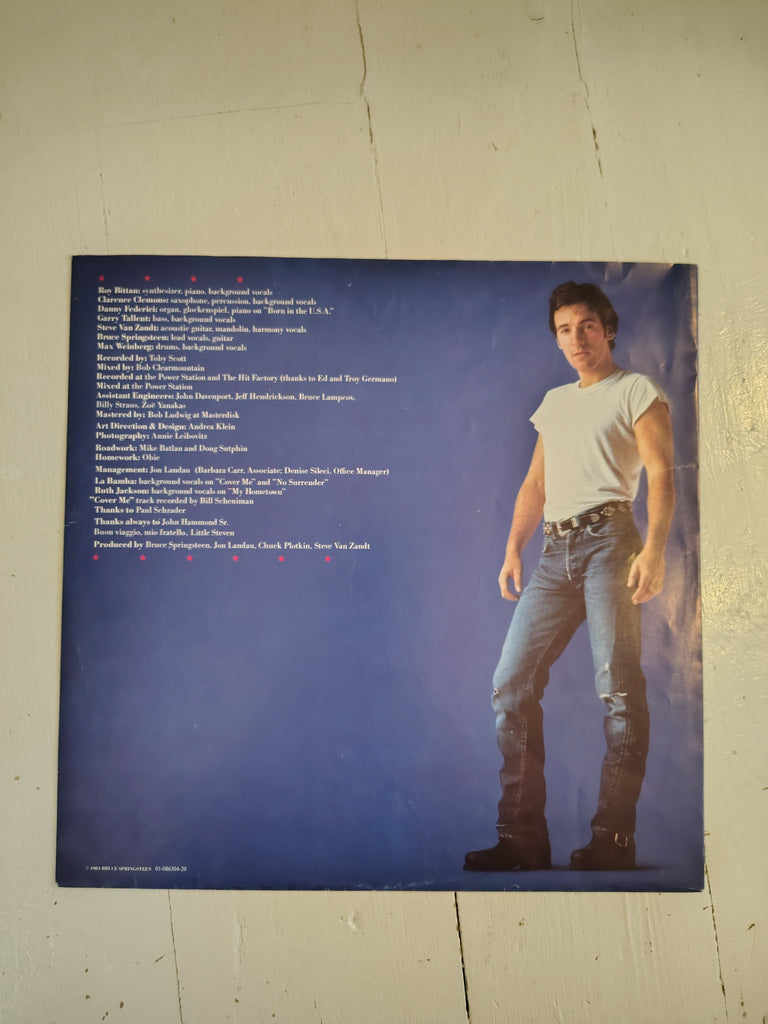 Roy Bittan: synthesizer, piano, background vocals
Clarence Clemons: saxophone, percussion, background vocals
Danny Federici: organ, glockenspiel, piano on "Born in the U.S.A."
Garry Tallent: bass, background vocals
Steve Van Zandt: acoustic guitar, mandolin, harmony vocals
Bruce Springsteen: lead vocals, guitar
Max Weinberg: drums, background vocals
Recorded by: Toby Scott
Mixed by: Bob Clearmountain
Recorded at the Power Station and The Hit Factory (thanks to Ed and Troy Germano)
Mixed at the Power Station
Assistant Engineers: John Davenport, Jeff Hendrickson, Bruce Lampcov,
Billy Straus, Zoë Yanakas
Mastered by: Bob Ludwig at Masterdisk
Art Direction & Design: Andrea Klein
Photography: Annie Leibovitz
Roadwork: Mike Batlan and Doug Sutphin
Homework: Obie
Management: Jon Landau (Barbara Carr, Associate; Denise Sileci, Office Manager)
La Bamba: background vocals on "Cover Me" and "No Surrender"
Ruth Jackson: background vocals on "My Hometown"
"Cover Me" track recorded by Bill Scheniman
Thanks to Paul Schrader
Thanks always to John Hammond Sr.
Buon viaggio, mio fratello, Little Steven
Produced by Bruce Springsteen, Jon Landau, Chuck Plotkin, Steve Van Zandt
© 1984 BRUCE SPRINGSTEEN 01-086304-20